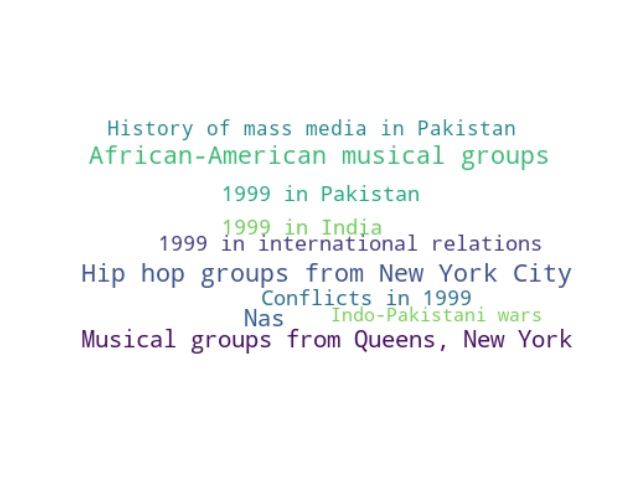 History of mass media in Pakistan
African-American musical groups
1999 in Pakistan
1999 in India
1999 in international relations
Hip hop groups from New York City
Conflicts in 1999
Nas
Indo-Pakistani wars
Musical groups from Queens, New York